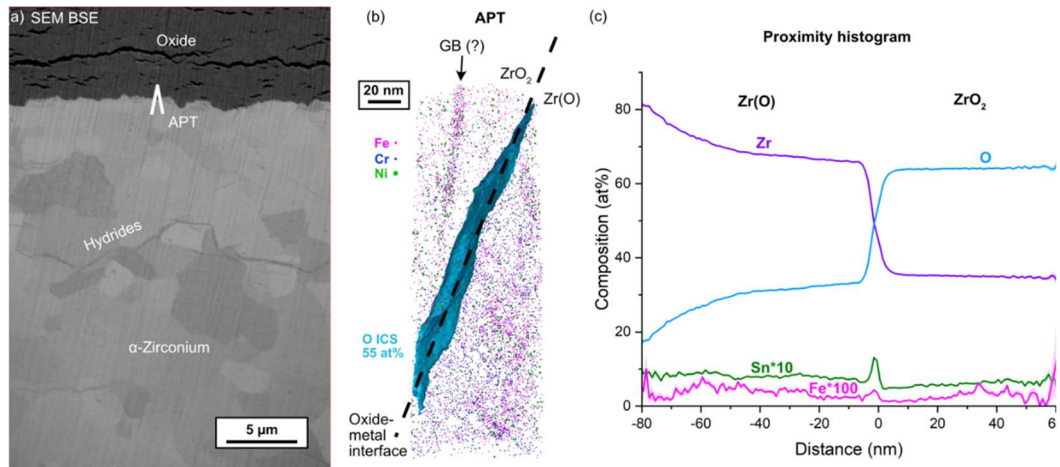 a) SEM BSE
Oxide
APT
Hydrides
α-Zirconium
5 µm
(b)
APT
GB (?)
ZrO₂
Zr(O)
20 nm
Fe
Cr
Ni
O ICS
55 at%
Oxide-
metal
interface
(c)
Proximity histogram
Zr(O)
ZrO₂
Zr
O
Sn*10
Fe*100
Composition (at%)
80
60
40
20
0
-80
-60
-40
-20
0
20
40
60
Distance (nm)